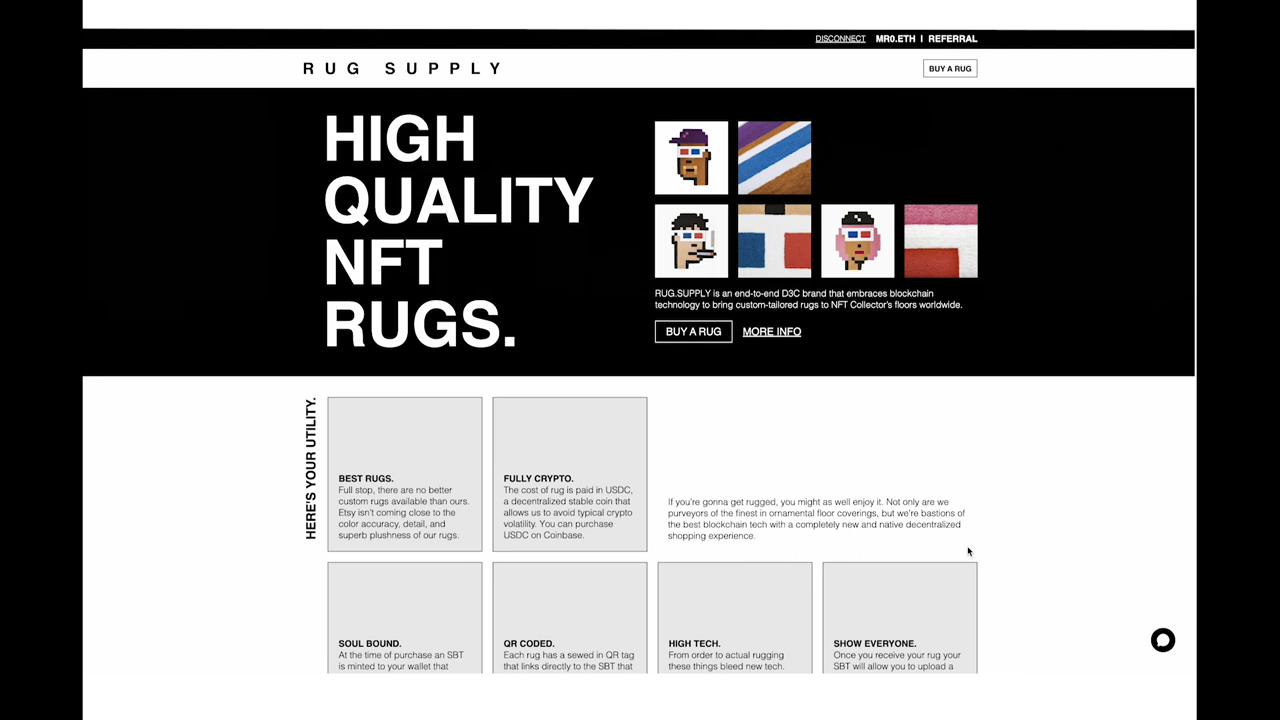 DISCONNECT MR0.ETH | REFERRAL
RUG SUPPLY
BUY A RUG
HIGH
QUALITY
NFT
RUGS.
RUG.SUPPLY is an end-to-end D3C brand that embraces blockchain
technology to bring custom-tailored rugs to NFT Collector's floors worldwide.
BUY A RUG MORE INFO
HERE'S YOUR UTILITY.
BEST RUGS.
Full stop, there are no better
custom rugs available than ours.
Etsy isn't coming close to the
color accuracy, detail, and
superb plushness of our rugs.
FULLY CRYPTO.
The cost of rug is paid in USDC,
a decentralized stable coin that
allows us to avoid typical crypto
volatility. You can purchase
USDC on Coinbase.
If you're gonna get rugged, you might as well enjoy it. Not only are we
purveyors of the finest in ornamental floor coverings, but we're bastions of
the best blockchain tech with a completely new and native decentralized
shopping experience.
SOUL BOUND.
At the time of purchase an SBT
is minted to your wallet that
QR CODED.
Each rug has a sewed in QR tag
that links directly to the SBT that
HIGH TECH.
From order to actual rugging
these things bleed new tech.
SHOW EVERYONE.
Once you receive your rug your
SBT will allow you to upload a